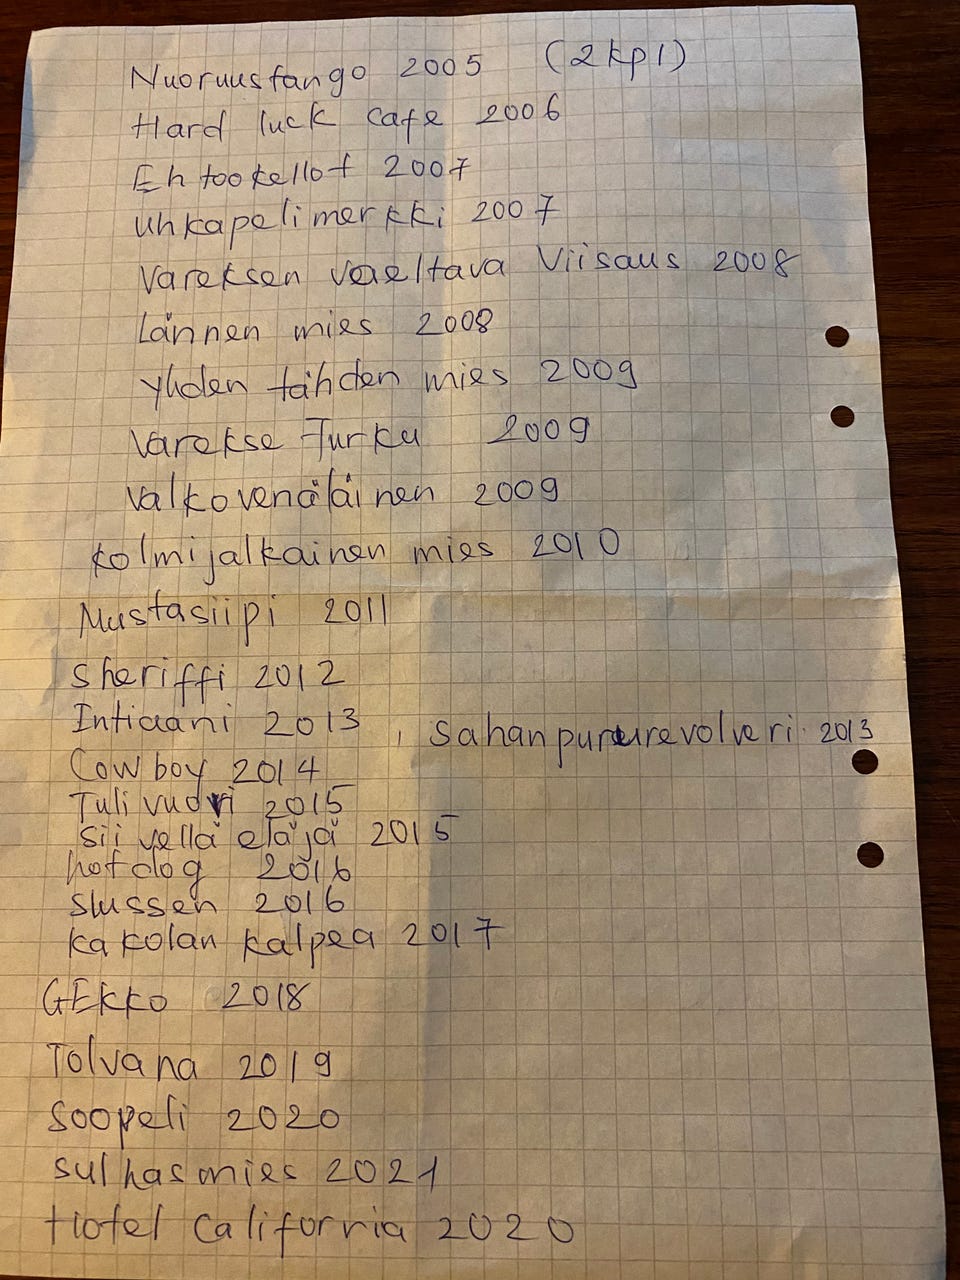 Nuoruustango 2005 (2kpl)
Hard luck cafe 2006
Ehtookellot 2007
uhkapelimerkki 2007
Vareksen vaeltava Viisaus 2008
Lännen mies 2008
yhden tähden mies 2009
Varekse Turku 2009
Valkovenäläinen 2009
kolmijalkainen mies 2010
Mustasiipi 2011
sheriffi 2012
Intiaani 2013, Sahanpururevolveri 2013
Cowboy 2014
Tulivuori 2015
siivellä eläjä 2015
hotdog 2016
slussen 2016
kakolan kalpea 2017
GEkko 2018
Tolvana 2019
Soopeli 2020
sulhasmies 2021
Hotel California 2020